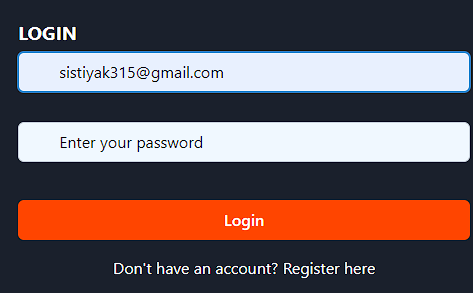 LOGIN
sistiyak315@gmail.com
Enter your password
Login
Don't have an account? Register here